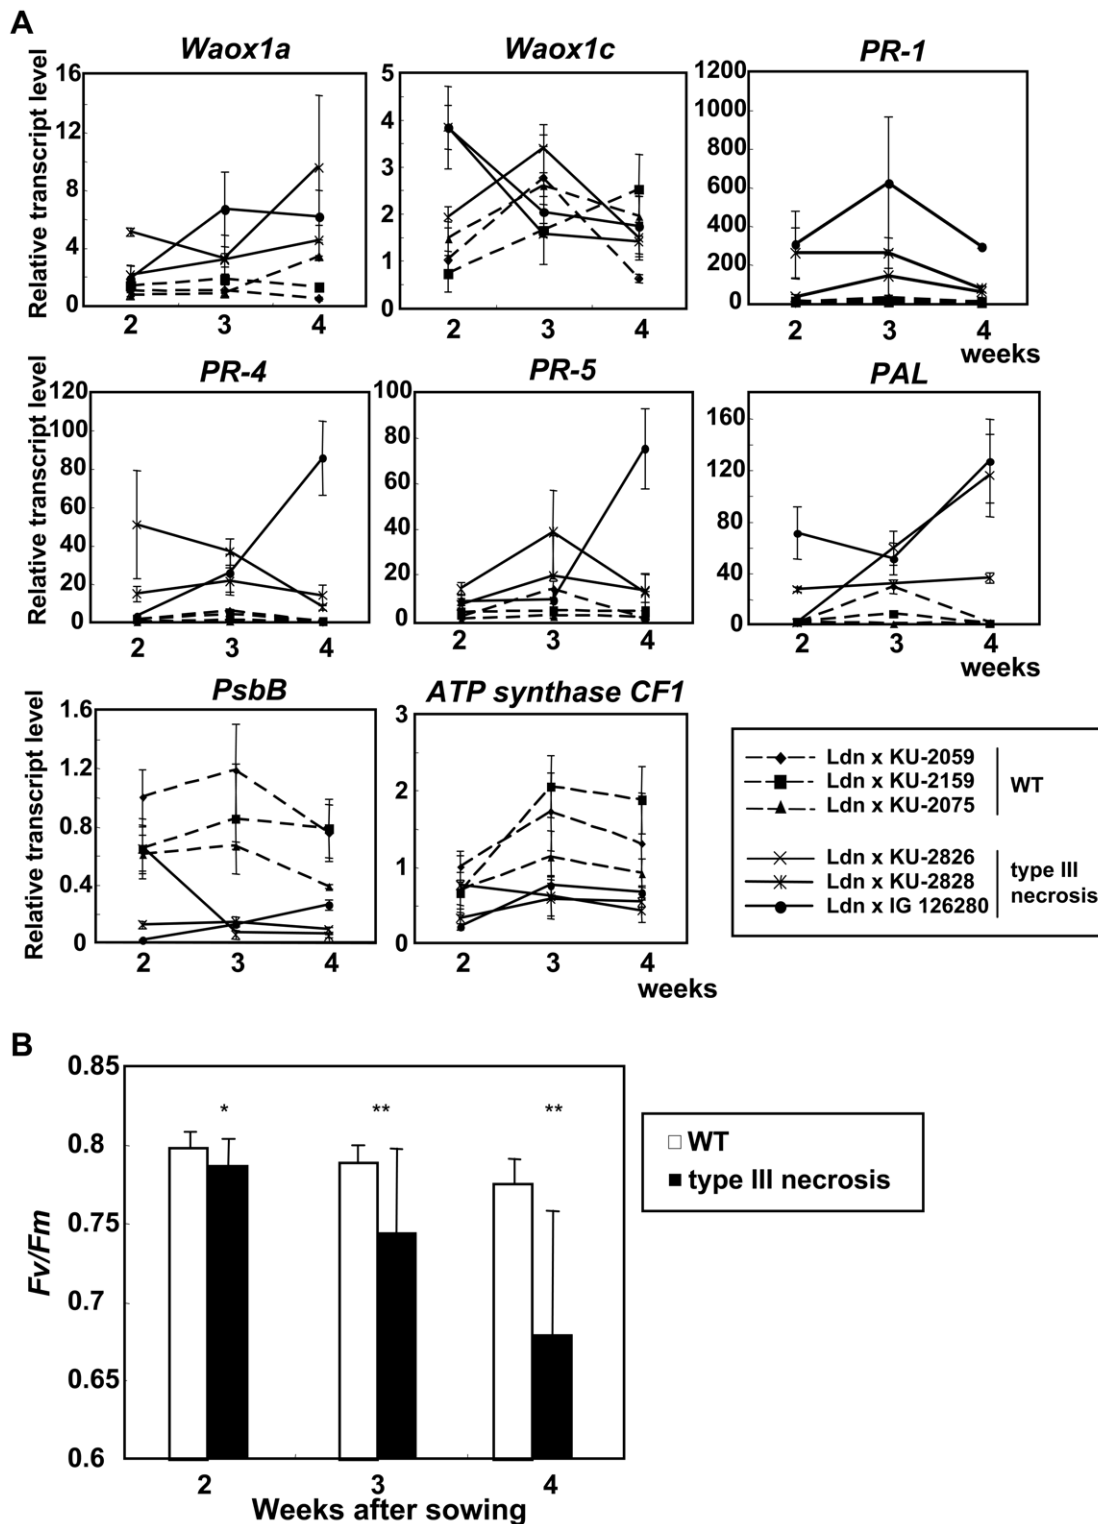 A
Waox1a
Waox1c
PR-1
Relative transcript level
16
12
8
4
0
2 3 4
5
4
3
2
1
0
2 3 4
1200
1000
800
600
400
200
0
2 3 4
weeks
PR-4
PR-5
PAL
Relative transcript level
120
100
80
60
40
20
0
2 3 4
100
80
60
40
20
0
2 3 4
160
120
80
40
0
2 3 4
weeks
PsbB
ATP synthase CF1
Relative transcript level
1.6
1.2
0.8
0.4
0
2 3 4
3
2
1
0
2 3 4
weeks
Ldn x KU-2059
Ldn x KU-2159
Ldn x KU-2075
WT
Ldn x KU-2826
Ldn x KU-2828
Ldn x IG 126280
type III
necrosis
B
Fv/Fm
0.85
0.8
0.75
0.7
0.65
0.6
* ** **
2 3 4
Weeks after sowing
WT
type III necrosis